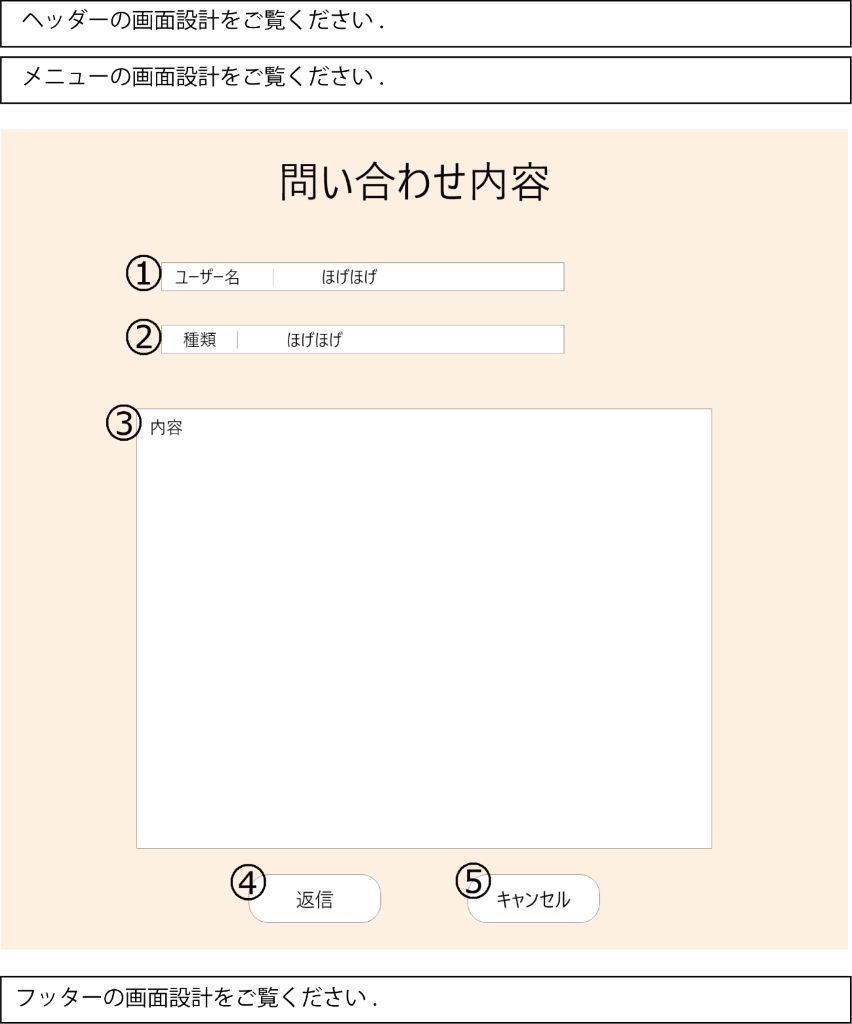 ヘッダーの画面設計をご覧ください .
メニューの画面設計をご覧ください .
問い合わせ内容
① ユーザー名 ほげほげ
② 種類 ほげほげ
③ 内容
④ 返信 ⑤ キャンセル
フッターの画面設計をご覧ください .